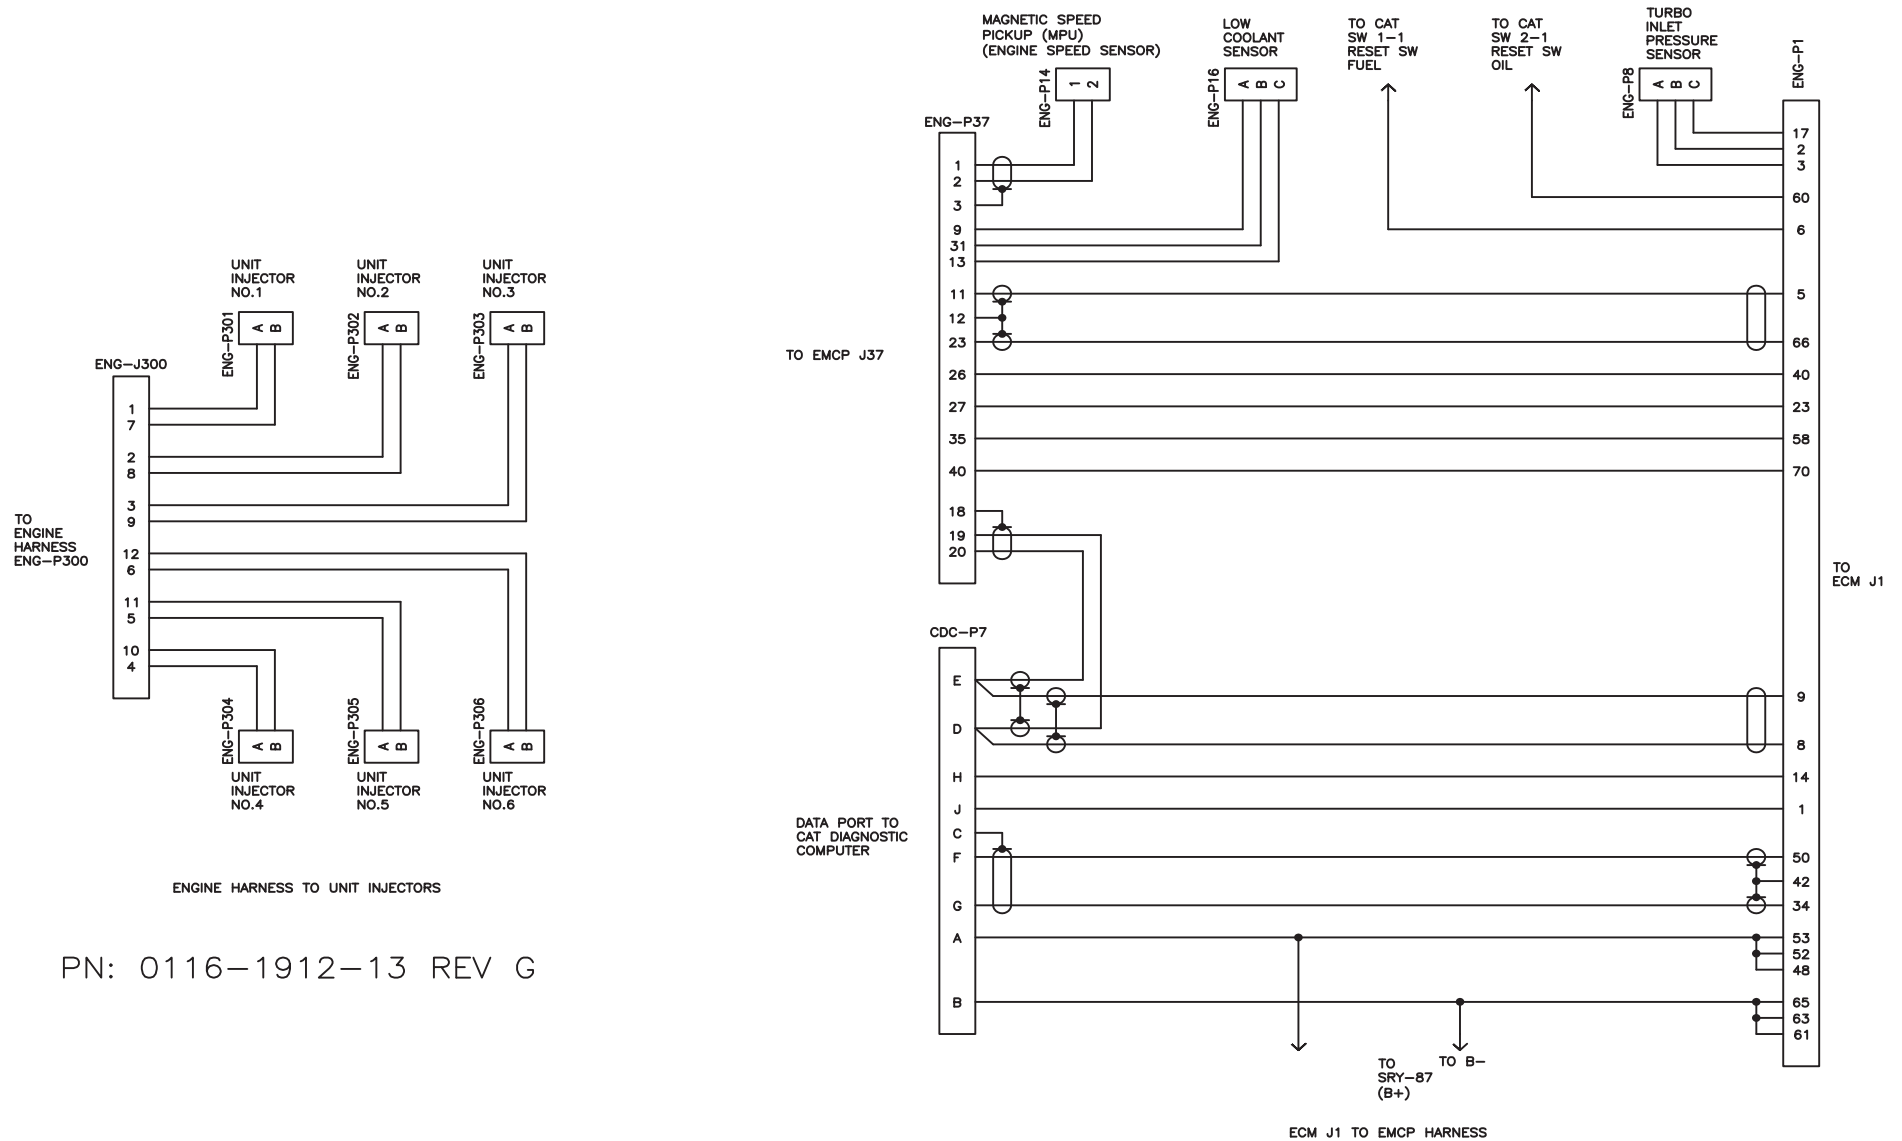 UNIT
INJECTOR
NO.1
UNIT
INJECTOR
NO.2
UNIT
INJECTOR
NO.3
ENG-P301
A B
ENG-P302
A B
ENG-P303
A B
ENG-J300
1
7
2
8
3
9
12
6
11
5
10
4
TO
ENGINE
HARNESS
ENG-P300
ENG-P304
A B
ENG-P305
A B
ENG-P306
A B
UNIT
INJECTOR
NO.4
UNIT
INJECTOR
NO.5
UNIT
INJECTOR
NO.6
ENGINE HARNESS TO UNIT INJECTORS
PN: 0116-1912-13 REV G
MAGNETIC SPEED
PICKUP (MPU)
(ENGINE SPEED SENSOR)
ENG-P14
1 2
LOW
COOLANT
SENSOR
ENG-P16
A B C
TO CAT
SW 1-1
RESET SW
FUEL
TO CAT
SW 2-1
RESET SW
OIL
TURBO
INLET
PRESSURE
SENSOR
ENG-P8
A B C
ENG-P1
ENG-P37
1
2
3
9
31
13
11
12
23
26
27
35
40
18
19
20
TO EMCP J37
CDC-P7
E
D
H
J
C
F
G
A
B
DATA PORT TO
CAT DIAGNOSTIC
COMPUTER
17
2
3
60
6
5
66
40
23
58
70
9
8
14
1
50
42
34
53
52
48
65
63
61
TO
ECM J1
TO
SRY-87
(B+)
TO B-
ECM J1 TO EMCP HARNESS